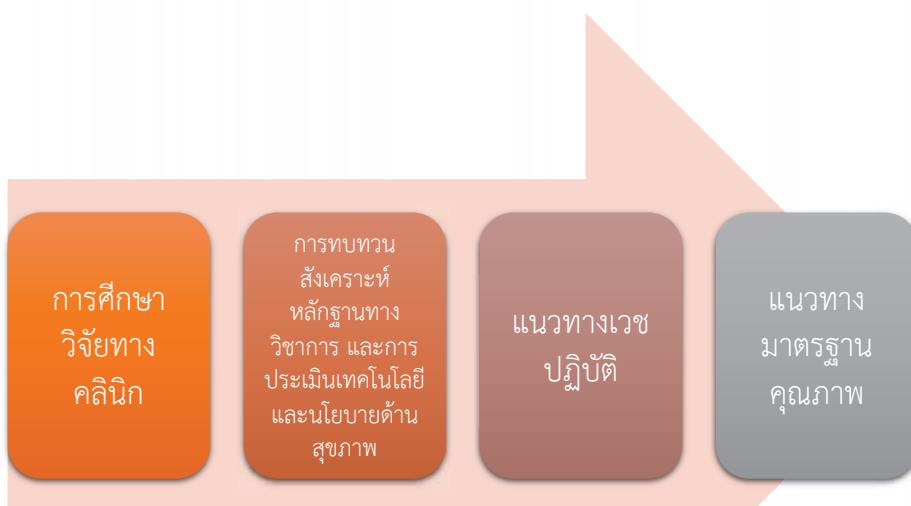 การศึกษา
วิจัยทาง
คลินิก
การทบทวน
สังเคราะห์
หลักฐานทาง
วิชาการ และการ
ประเมินเทคโนโลยี
และนโยบายด้าน
สุขภาพ
แนวทางเวช
ปฏิบัติ
แนวทาง
มาตรฐาน
คุณภาพ